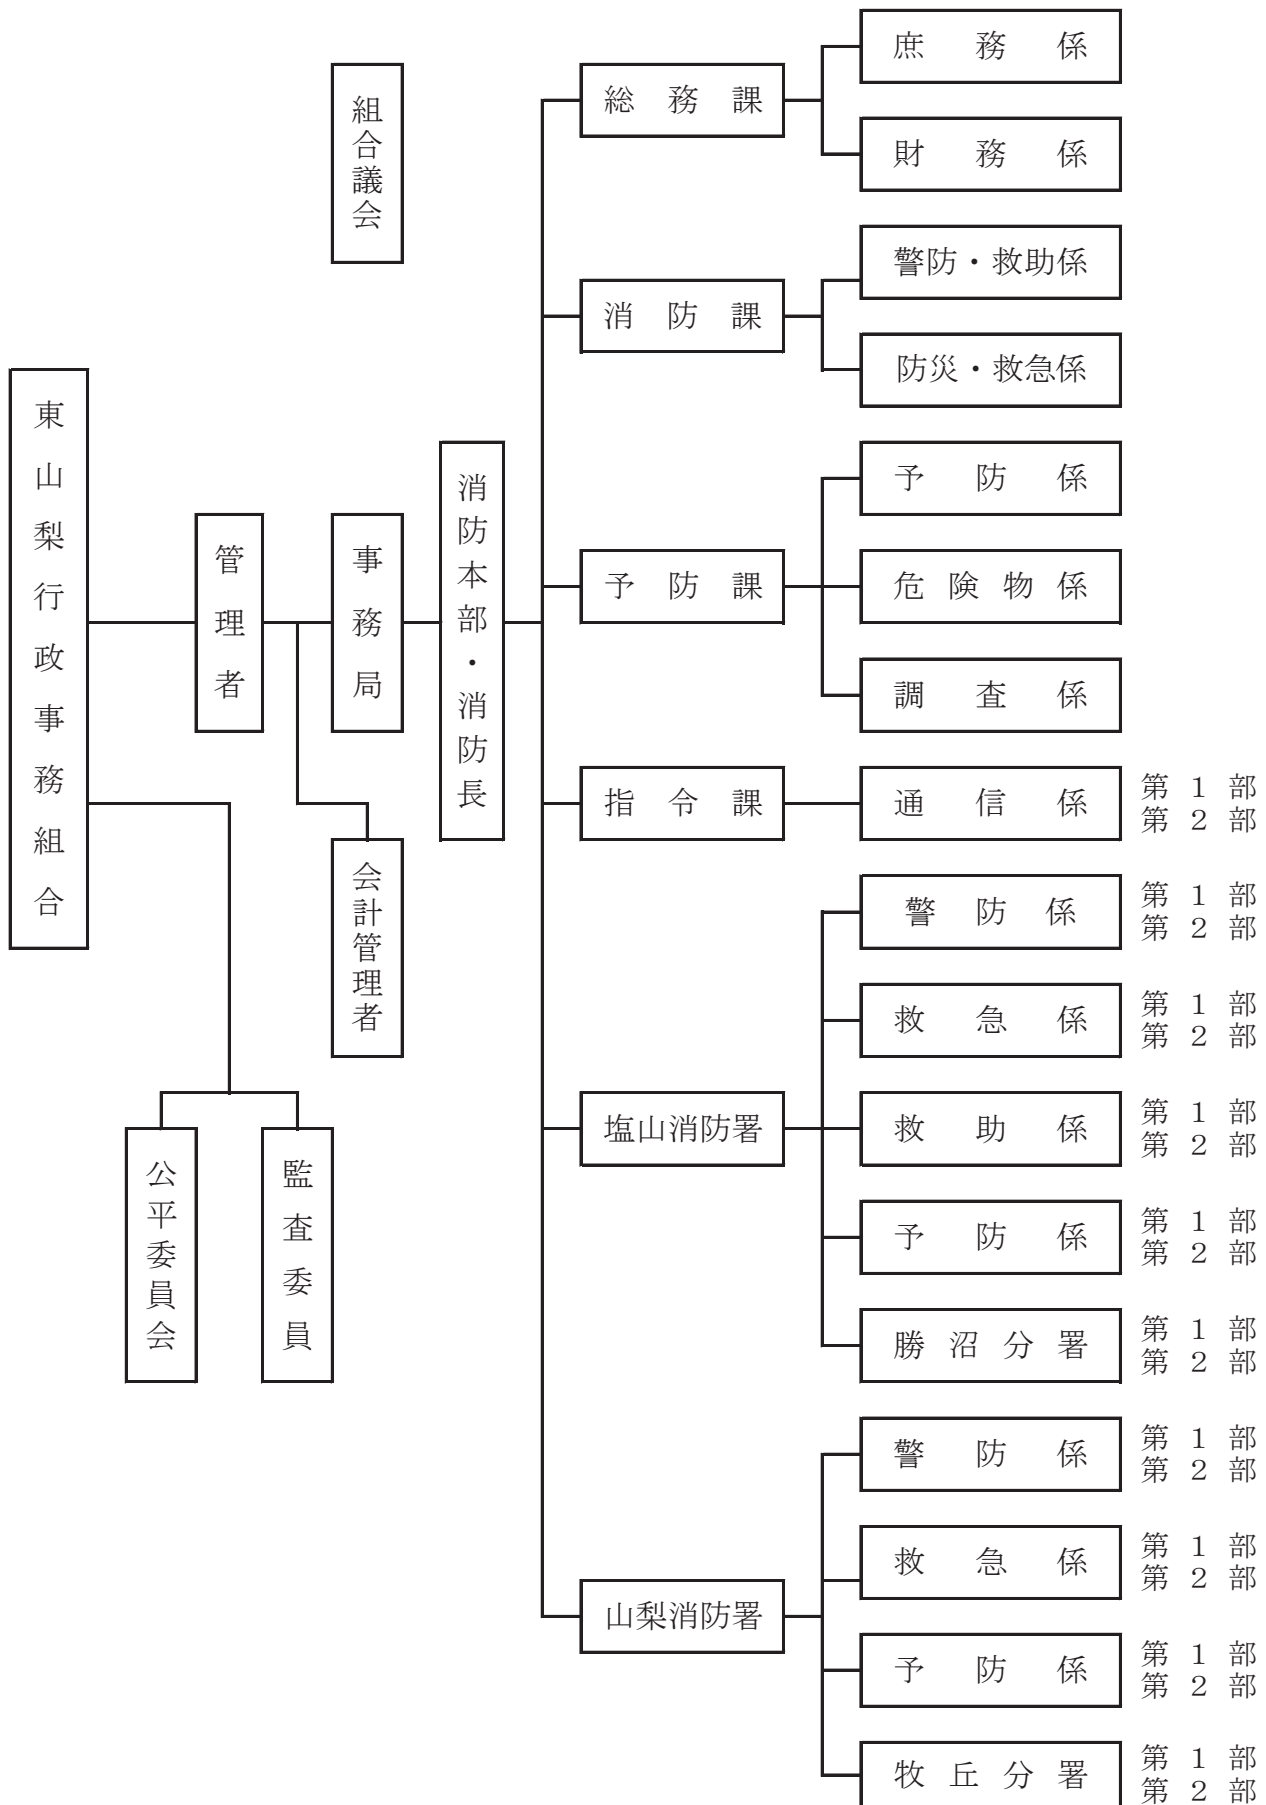 東山梨行政事務組合
管理者
組合議会
事務局
会計管理者
公平委員会
監査委員
消防本部・消防長
総務課
庶務係
財務係
消防課
警防・救助係
防災・救急係
予防課
予防係
危険物係
調査係
指令課
通信係
第1部
第2部
塩山消防署
警防係
第1部
第2部
救急係
第1部
第2部
救助係
第1部
第2部
予防係
第1部
第2部
勝沼分署
第1部
第2部
山梨消防署
警防係
第1部
第2部
救急係
第1部
第2部
予防係
第1部
第2部
牧丘分署
第1部
第2部